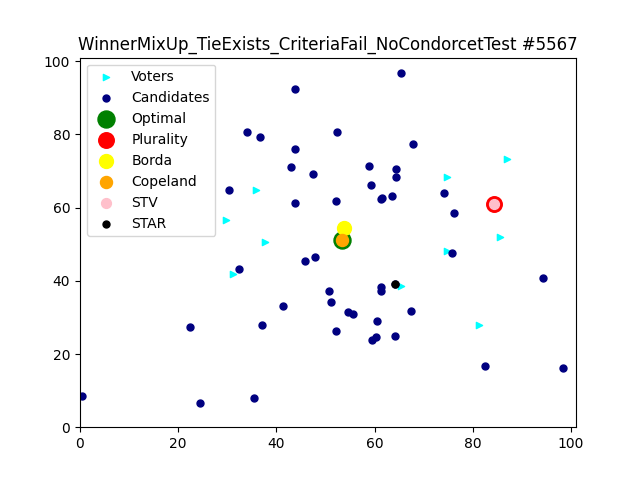 WinnerMixUp_TieExists_CriteriaFail_NoCondorcetTest #5567
Voters
Candidates
Optimal
Plurality
Borda
Copeland
STV
STAR
100
80
60
40
20
0
0 20 40 60 80 100